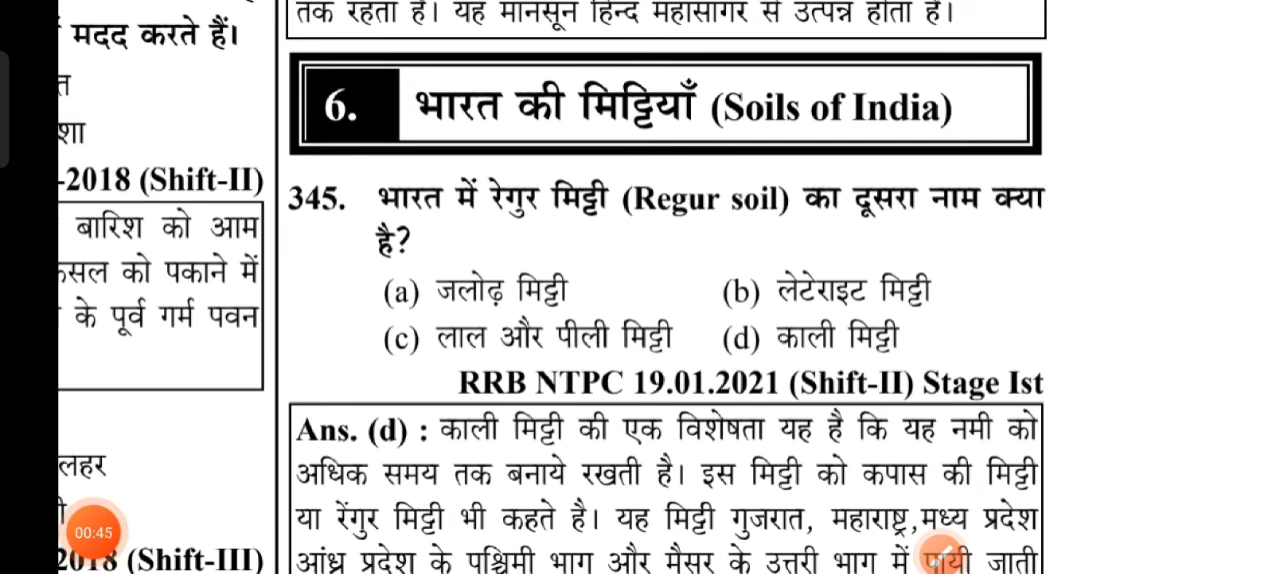 मदद करते हैं।
त
शा
-2018 (Shift-II)
बारिश को आम
फसल को पकाने में
के पूर्व गर्म पवन
लहर
00:45
2018 (Shift-III)
तक रहता है। यह मानसून हिन्द महासागर से उत्पन्न होता है।
6. भारत की मिट्टियाँ (Soils of India)
345. भारत में रेगुर मिट्टी (Regur soil) का दूसरा नाम क्या
है?
(a) जलोढ़ मिट्टी (b) लेटेराइट मिट्टी
(c) लाल और पीली मिट्टी (d) काली मिट्टी
RRB NTPC 19.01.2021 (Shift-II) Stage Ist
Ans. (d) : काली मिट्टी की एक विशेषता यह है कि यह नमी को
अधिक समय तक बनाये रखती है। इस मिट्टी को कपास की मिट्टी
या रेंगुर मिट्टी भी कहते है। यह मिट्टी गुजरात, महाराष्ट्र,मध्य प्रदेश
आंध्र प्रदेश के पश्चिमी भाग और मैसूर के उत्तरी भाग में पायी जाती